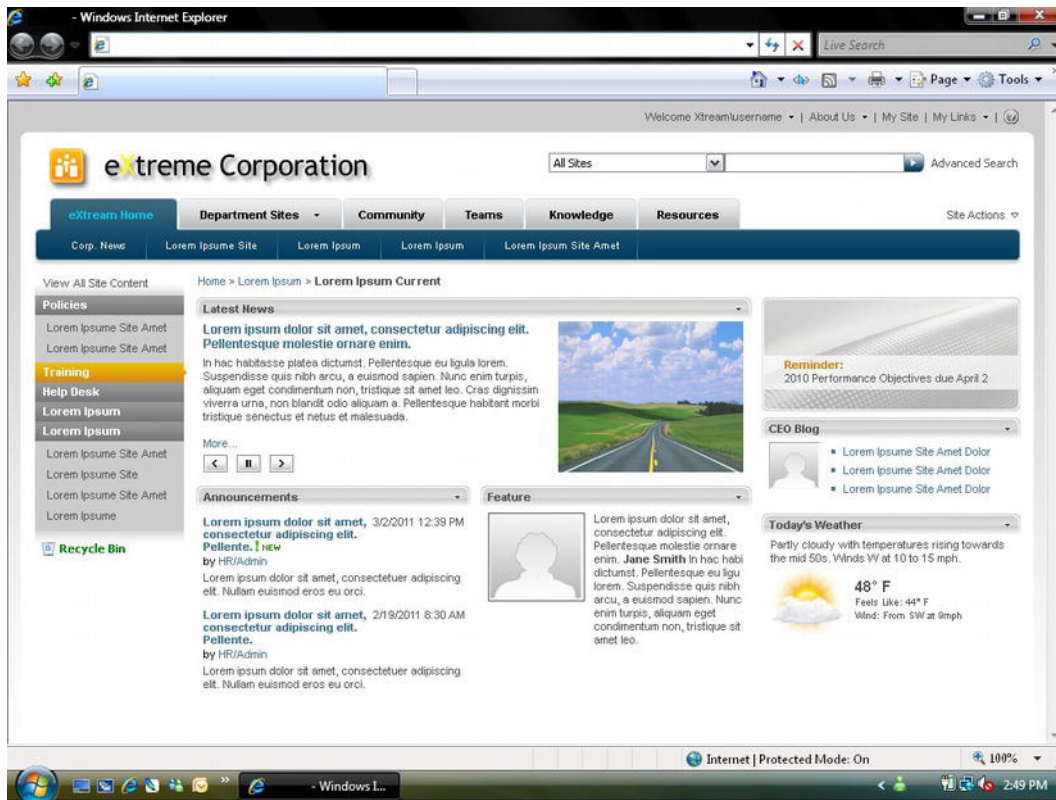 - Windows Internet Explorer
Live Search
Page
Tools
Welcome Xtream\username | About Us | My Site | My Links |
eXtreme Corporation
All Sites
Advanced Search
eXtream Home
Department Sites
Community
Teams
Knowledge
Resources
Site Actions
Corp. News
Lorem Ipsume Site
Lorem Ipsum
Lorem Ipsum
Lorem Ipsum Site Amet
View All Site Content
Policies
Lorem Ipsume Site Amet
Lorem Ipsume Site Amet
Training
Help Desk
Lorem Ipsum
Lorem Ipsum
Lorem Ipsume Site Amet
Lorem Ipsume Site
Lorem Ipsume Site Amet
Lorem Ipsume
Recycle Bin
Home > Lorem Ipsum > Lorem Ipsum Current
Latest News
Lorem ipsum dolor sit amet, consectetur adipiscing elit.
Pellentesque molestie ornare enim.
In hac habitasse platea dictumst. Pellentesque eu ligula lorem.
Suspendisse quis nibh arcu, a euismod sapien. Nunc enim turpis,
aliquam eget condimentum non, tristique sit amet leo. Cras dignissim
viverra urna, non blandit odio aliquam a. Pellentesque habitant morbi
tristique senectus et netus et malesuada.
More...
Announcements
Lorem ipsum dolor sit amet, 3/2/2011 12:39 PM
consectetur adipiscing elit.
Pellente. ! NEW
by HR/Admin
Lorem ipsum dolor sit amet, consectetuer adipiscing
elit. Nullam euismod eros eu orci.
Lorem ipsum dolor sit amet, 2/19/2011 8:30 AM
consectetur adipiscing elit.
Pellente.
by HR/Admin
Lorem ipsum dolor sit amet, consectetuer adipiscing
elit. Nullam euismod eros eu orci.
Feature
Lorem ipsum dolor sit amet,
consectetur adipiscing elit.
Pellentesque molestie ornare
enim. Jane Smith In hac habi
dictumst. Pellentesque eu ligu
lorem. Suspendisse quis nibh
arcu, a euismod sapien. Nunc
enim turpis, aliquam eget
condimentum non, tristique sit
amet leo.
Reminder:
2010 Performance Objectives due April 2
CEO Blog
Lorem Ipsume Site Amet Dolor
Lorem Ipsume Site Amet Dolor
Lorem Ipsume Site Amet Dolor
Today's Weather
Partly cloudy with temperatures rising towards
the mid 50s. Winds W at 10 to 15 mph.
48° F
Feels Like: 44° F
Wind: From SW at 9mph
Internet | Protected Mode: On
100%
- Windows I...
2:49 PM